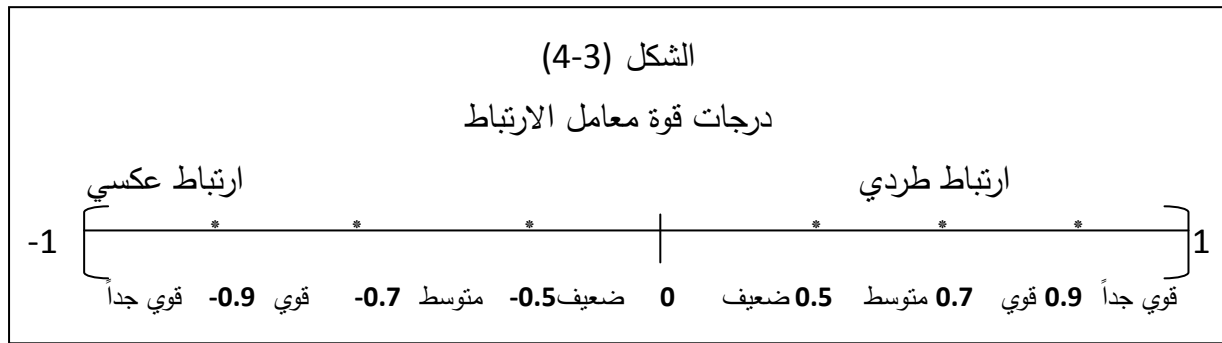 الشكل (3-4)
درجات قوة معامل الارتباط
ارتباط طردي ارتباط عكسي
1 -1
قوي جداً 0.9 قوي 0.7 متوسط 0.5 ضعيف 0 ضعيف -0.5 متوسط -0.7 قوي -0.9 قوي جداً